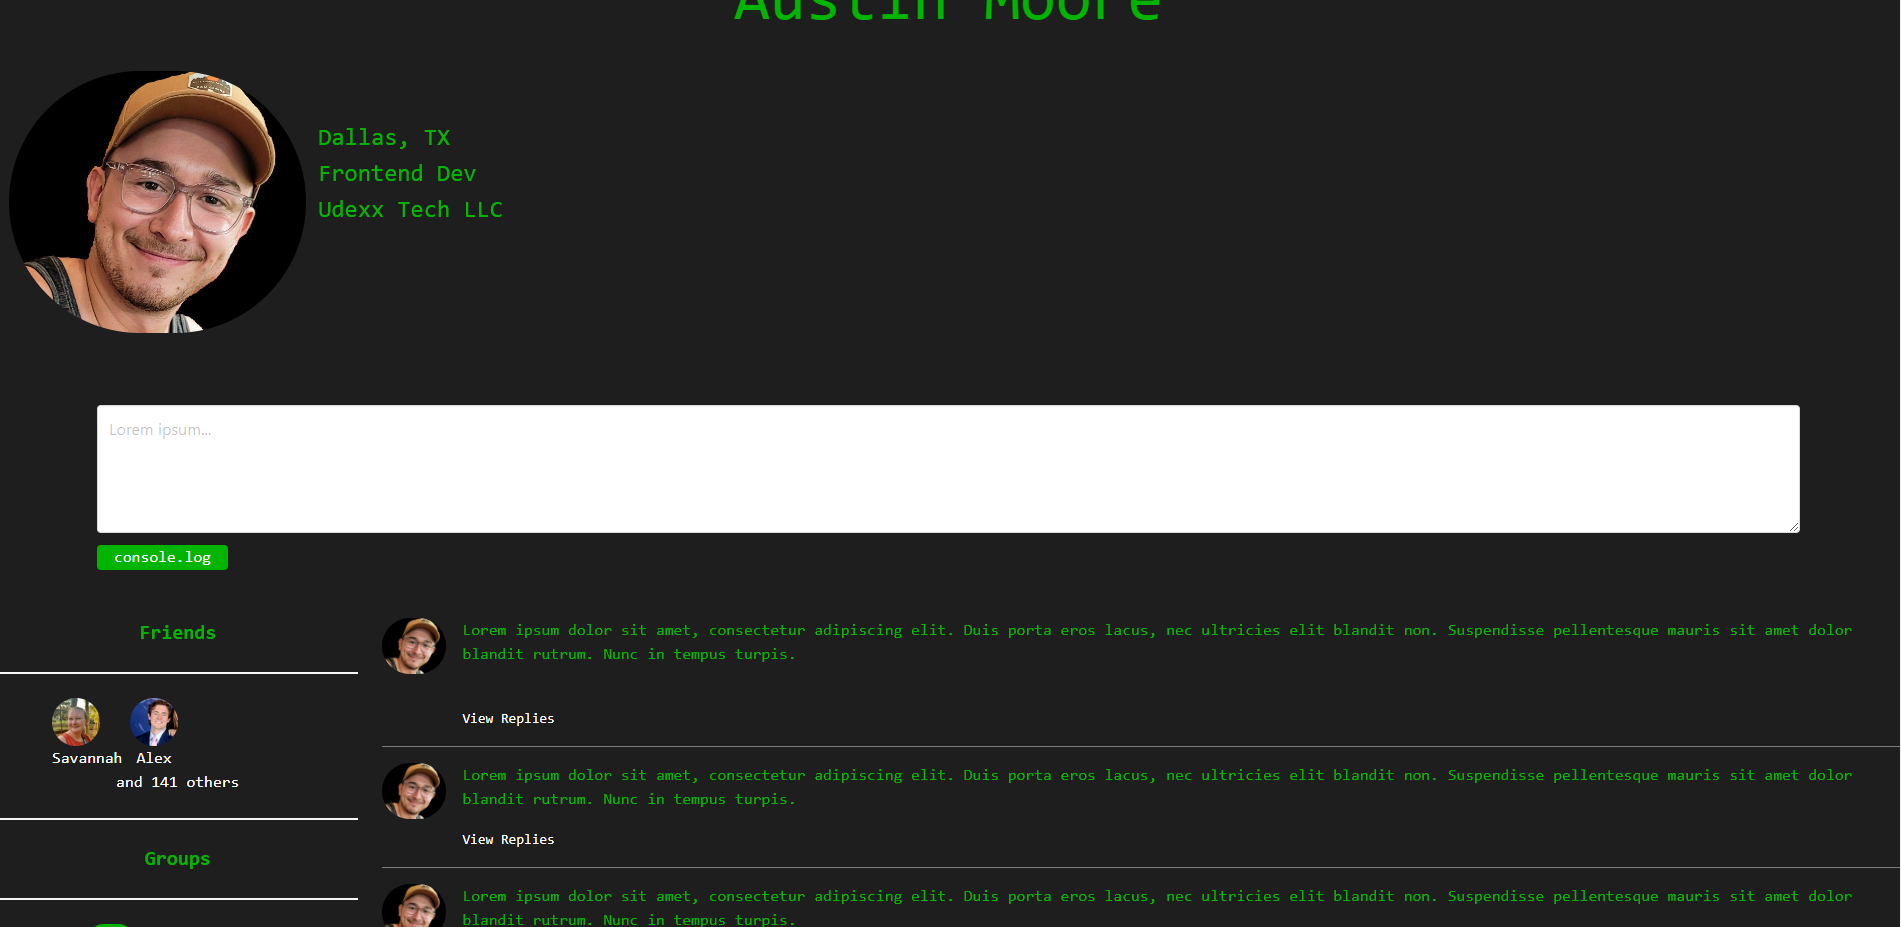 Austin Moore
Dallas, TX
Frontend Dev
Udexx Tech LLC
Lorem ipsum...
console.log
Friends
Savannah Alex
and 141 others
Groups
Lorem ipsum dolor sit amet, consectetur adipiscing elit. Duis porta eros lacus, nec ultricies elit blandit non. Suspendisse pellentesque mauris sit amet dolor
blandit rutrum. Nunc in tempus turpis.
View Replies
Lorem ipsum dolor sit amet, consectetur adipiscing elit. Duis porta eros lacus, nec ultricies elit blandit non. Suspendisse pellentesque mauris sit amet dolor
blandit rutrum. Nunc in tempus turpis.
View Replies
Lorem ipsum dolor sit amet, consectetur adipiscing elit. Duis porta eros lacus, nec ultricies elit blandit non. Suspendisse pellentesque mauris sit amet dolor
blandit rutrum. Nunc in tempus turpis.